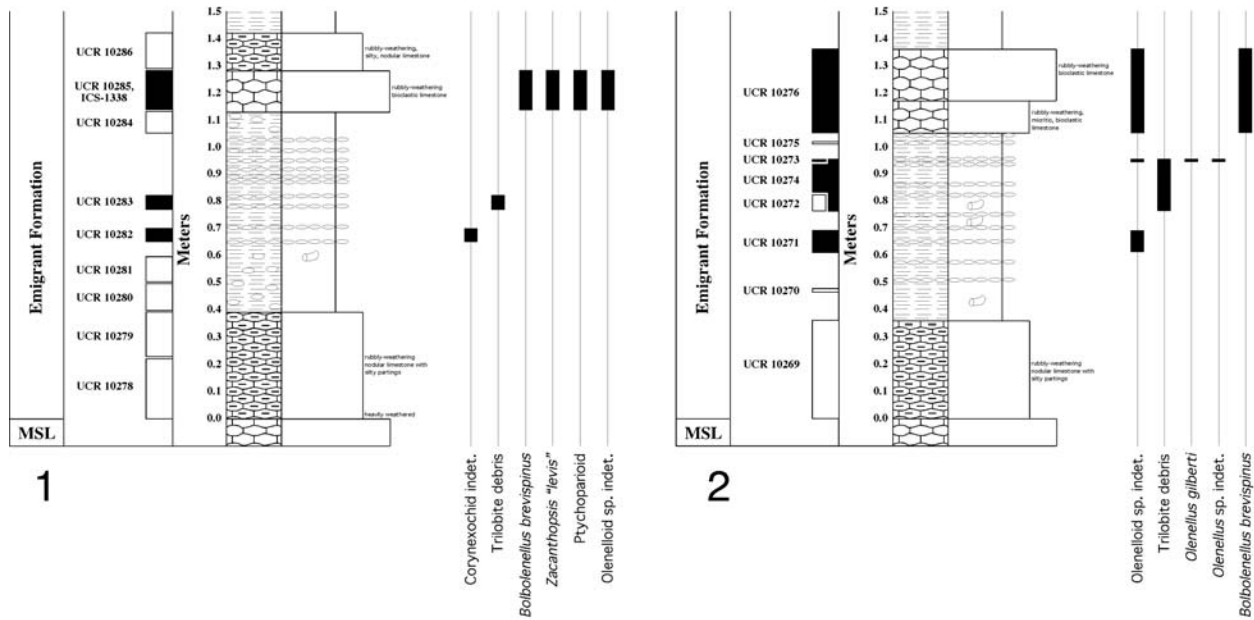 Emigrant Formation
MSL
UCR 10286
UCR 10285,
ICS-1338
UCR 10284
UCR 10283
UCR 10282
UCR 10281
UCR 10280
UCR 10279
UCR 10278
Meters
1.5
1.4
1.3
1.2
1.1
1.0
0.9
0.8
0.7
0.6
0.5
0.4
0.3
0.2
0.1
0.0
rubbly-weathering,
silty, nodular limestone
rubbly-weathering
bioclastic limestone
rubbly-weathering
nodular limestone with
silty partings
heavily weathered
Corynexochid indet.
Trilobite debris
Bolbolenellus brevispinus
Zacanthopsis "levis"
Ptychoparioid
Olenelloid sp. indet.
1
Emigrant Formation
MSL
UCR 10276
UCR 10275
UCR 10273
UCR 10274
UCR 10272
UCR 10271
UCR 10270
UCR 10269
Meters
1.5
1.4
1.3
1.2
1.1
1.0
0.9
0.8
0.7
0.6
0.5
0.4
0.3
0.2
0.1
0.0
rubbly-weathering
bioclastic limestone
rubbly-weathering,
micritic, bioclastic
limestone
rubbly-weathering
nodular limestone with
silty partings
Olenelloid sp. indet.
Trilobite debris
Olenellus gilberti
Olenellus sp. indet.
Bolbolenellus brevispinus
2